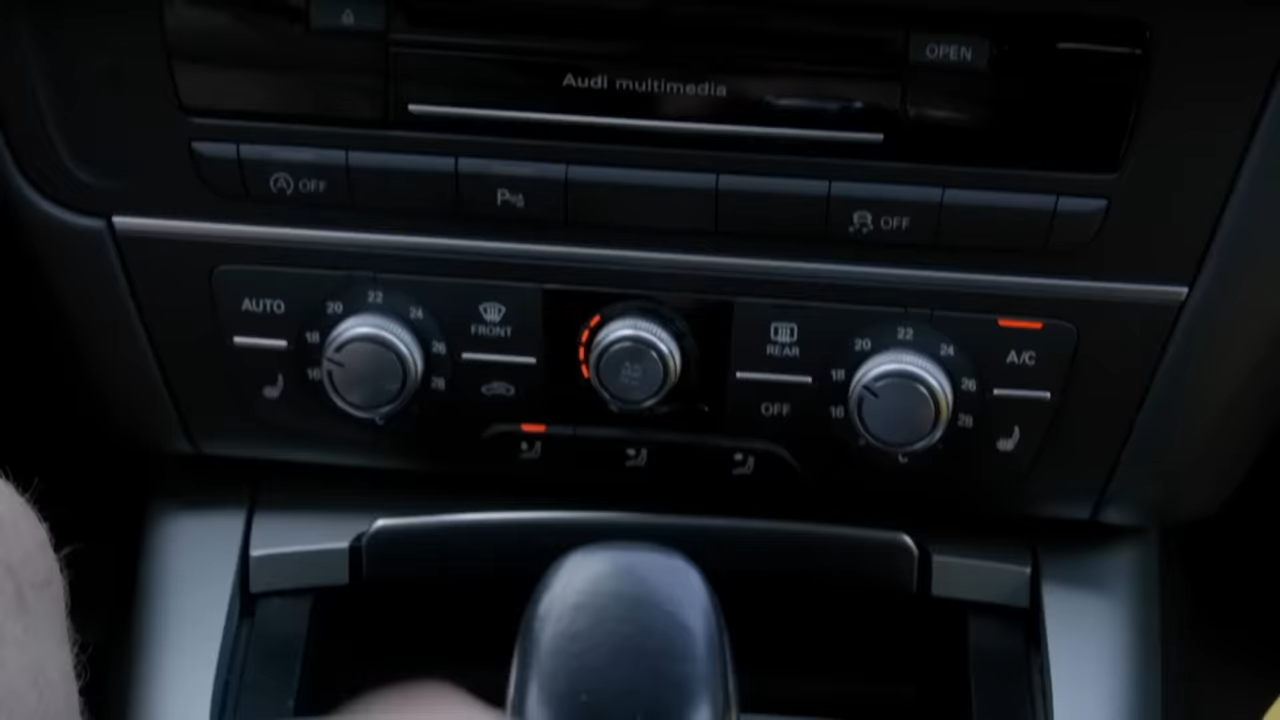 OPEN
Audi multimedia
A OFF
P
OFF
AUTO
16 18 20 22 24 26 28
FRONT
REAR
OFF
16 18 20 22 24 26 28
A/C